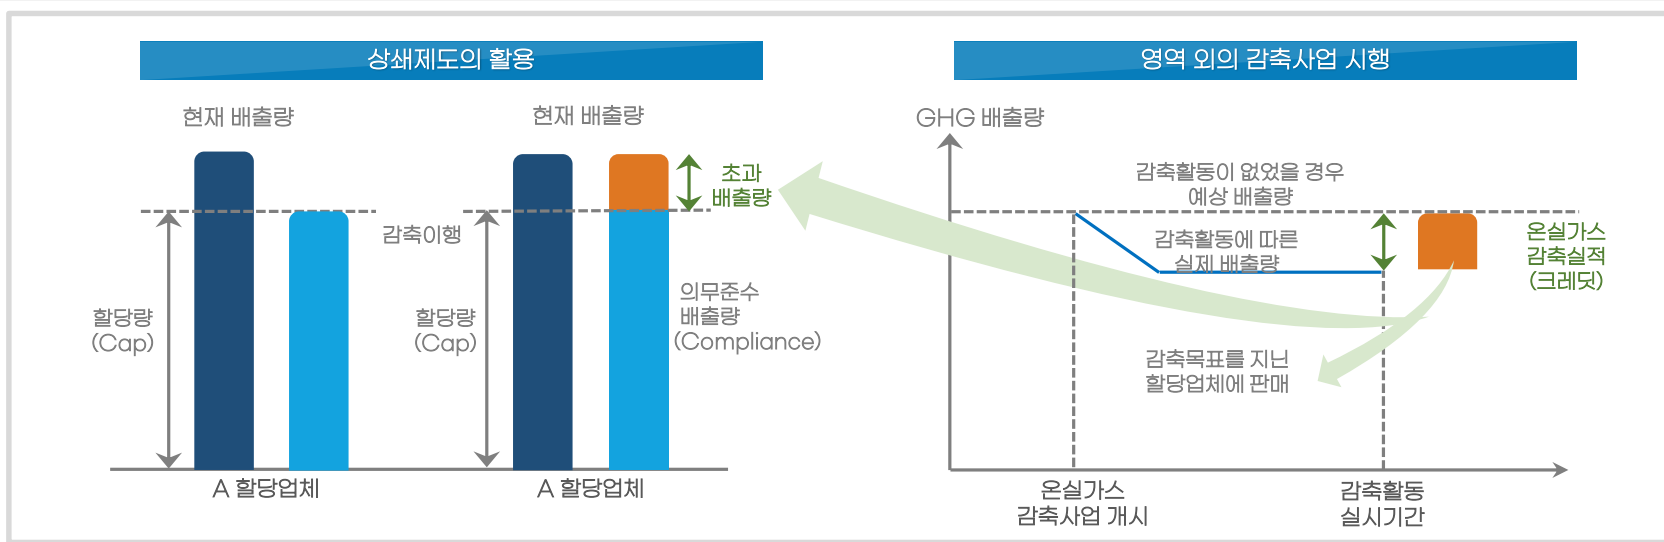 상쇄제도의 활용
현재 배출량
현재 배출량
초과
배출량
감축이행
할당량
(Cap)
할당량
(Cap)
의무준수
배출량
(Compliance)
A 할당업체
A 할당업체
영역 외의 감축사업 시행
GHG 배출량
감축활동이 없었을 경우
예상 배출량
감축활동에 따른
실제 배출량
온실가스
감축실적
(크레딧)
감축목표를 지닌
할당업체에 판매
온실가스
감축사업 개시
감축활동
실시기간